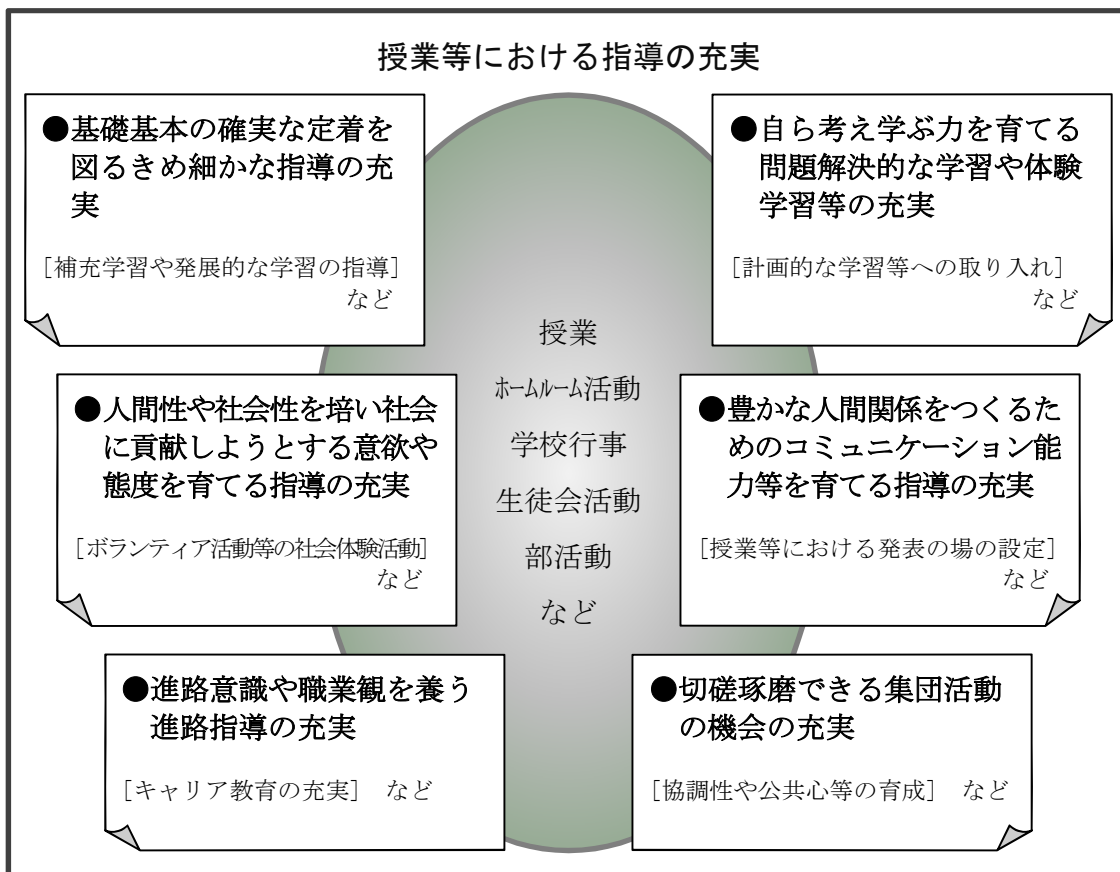 授業等における指導の充実
●基礎基本の確実な定着を
図るきめ細かな指導の充
実
［補充学習や発展的な学習の指導］
など
●自ら考え学ぶ力を育てる
問題解決的な学習や体験
学習等の充実
［計画的な学習等への取り入れ］
など
●人間性や社会性を培い社会
に貢献しようとする意欲や
態度を育てる指導の充実
［ボランティア活動等の社会体験活動］
など
授業
ﾎｰﾑﾙｰﾑ活動
学校行事
生徒会活動
部活動
など
●豊かな人間関係をつくるた
めのコミュニケーション能
力等を育てる指導の充実
［授業等における発表の場の設定］
など
●進路意識や職業観を養う
進路指導の充実
［キャリア教育の充実］　など
●切磋琢磨できる集団活動
の機会の充実
［協調性や公共心等の育成］　など